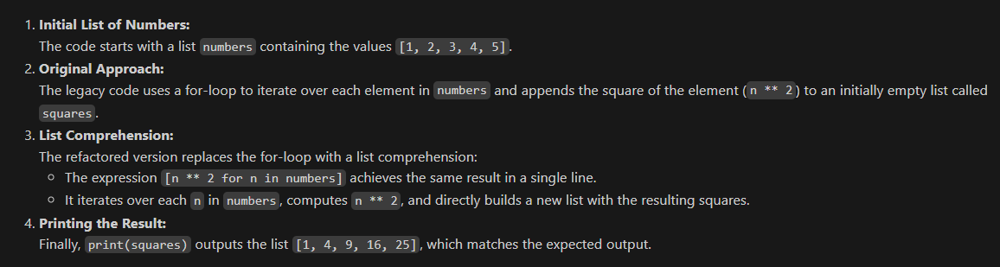 1. Initial List of Numbers:
The code starts with a list numbers containing the values [1, 2, 3, 4, 5].
2. Original Approach:
The legacy code uses a for-loop to iterate over each element in numbers and appends the square of the element (n ** 2) to an initially empty list called
squares.
3. List Comprehension:
The refactored version replaces the for-loop with a list comprehension:
◦ The expression [n ** 2 for n in numbers] achieves the same result in a single line.
◦ It iterates over each n in numbers, computes n ** 2, and directly builds a new list with the resulting squares.
4. Printing the Result:
Finally, print(squares) outputs the list [1, 4, 9, 16, 25], which matches the expected output.